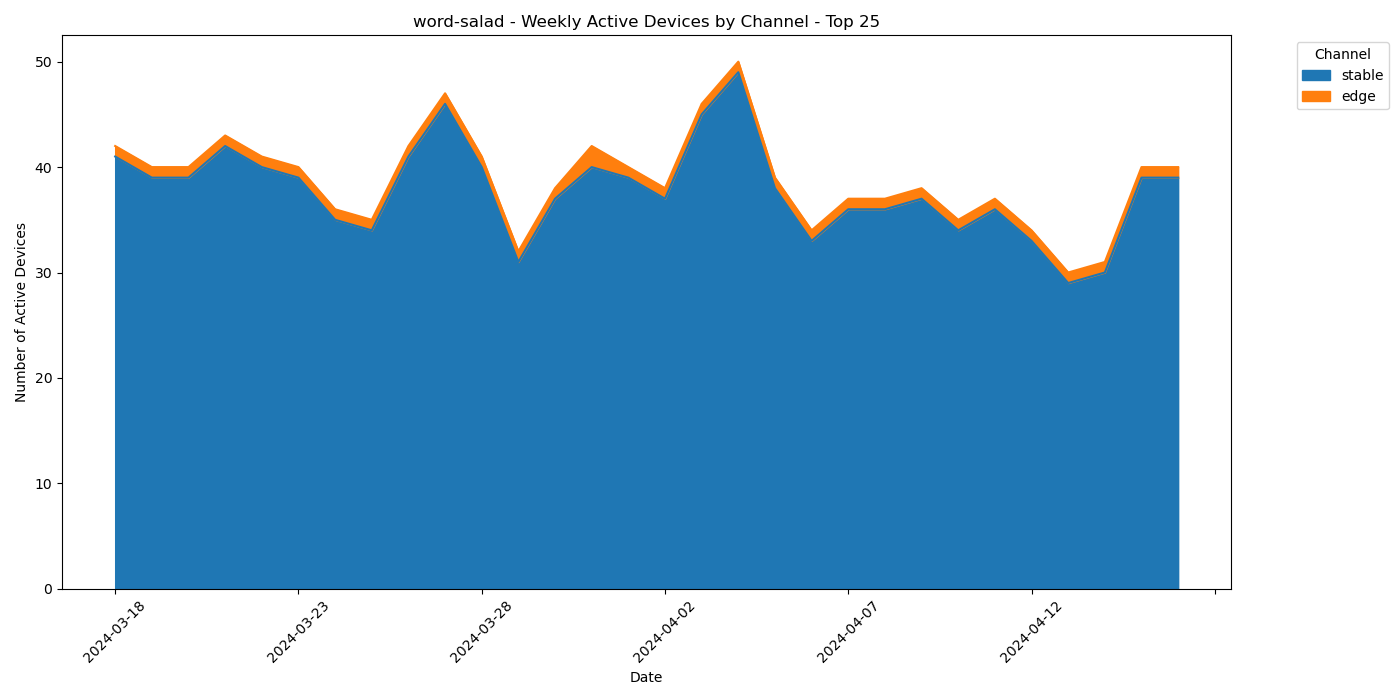 word-salad - Weekly Active Devices by Channel - Top 25
Channel
stable
edge
Number of Active Devices
50
40
30
20
10
0
2024-03-18
2024-03-23
2024-03-28
2024-04-02
2024-04-07
2024-04-12
Date